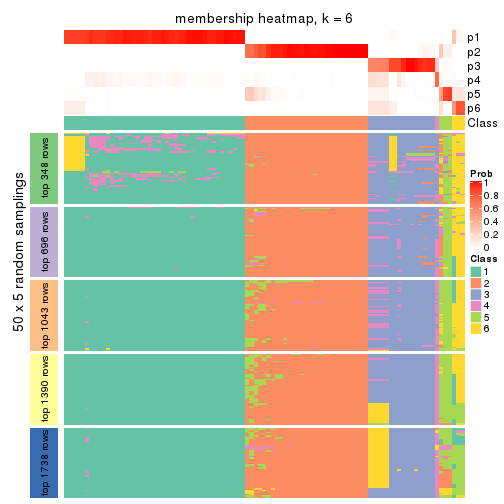 membership heatmap, k = 6
p1
p2
p3
p4
p5
p6
Class
50 x 5 random samplings
top 348 rows
top 696 rows
top 1043 rows
top 1390 rows
top 1738 rows
Prob
1
0.8
0.6
0.4
0.2
0
Class
1
2
3
4
5
6